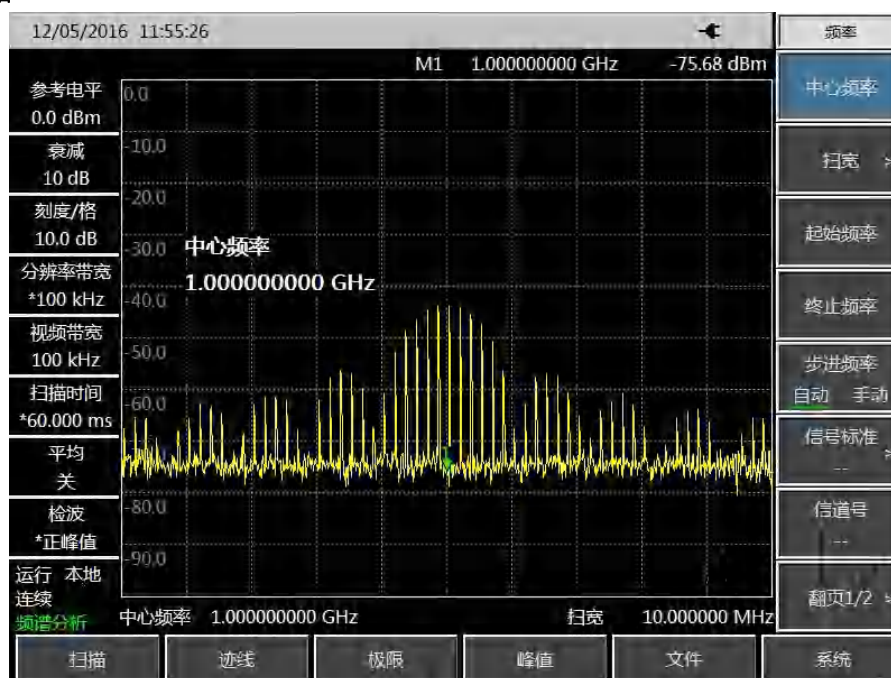 12/05/2016 11:55:26
频率
M1 1.000000000 GHz -75.68 dBm
参考电平
0.0 dBm
衰减
10 dB
刻度/格
10.0 dB
分辨率带宽
*100 kHz
视频带宽
100 kHz
扫描时间
*60.000 ms
平均
关
检波
*正峰值
运行 本地
连续
频谱分析
0.0
-10.0
-20.0
-30.0
-40.0
-50.0
-60.0
-80.0
-90.0
中心频率
1.000000000 GHz
中心频率 1.000000000 GHz 扫宽 10.000000 MHz
中心频率
扫宽 >
起始频率
终止频率
步进频率
自动 手动
信号标准 >
--
信道号
--
翻页1/2
扫描 迹线 极限 峰值 文件 系统